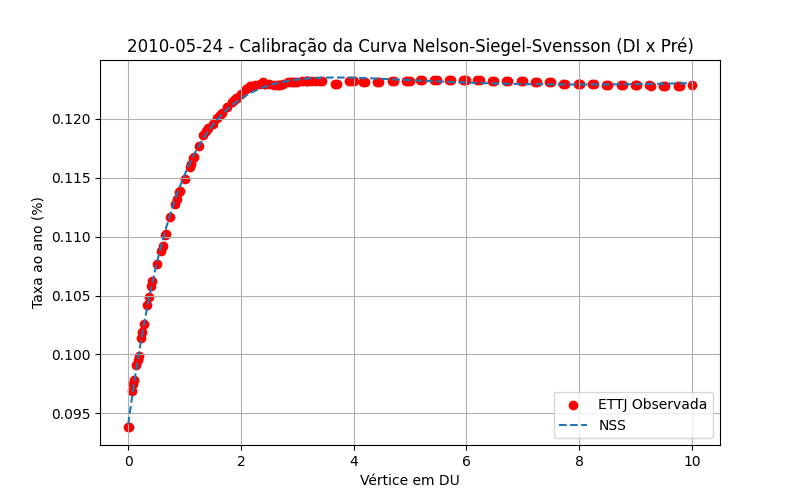 2010-05-24 - Calibração da Curva Nelson-Siegel-Svensson (DI x Pré)
Taxa ao ano (%)
0.120
0.115
0.110
0.105
0.100
0.095
0
2
4
6
8
10
Vértice em DU
ETTJ Observada
NSS